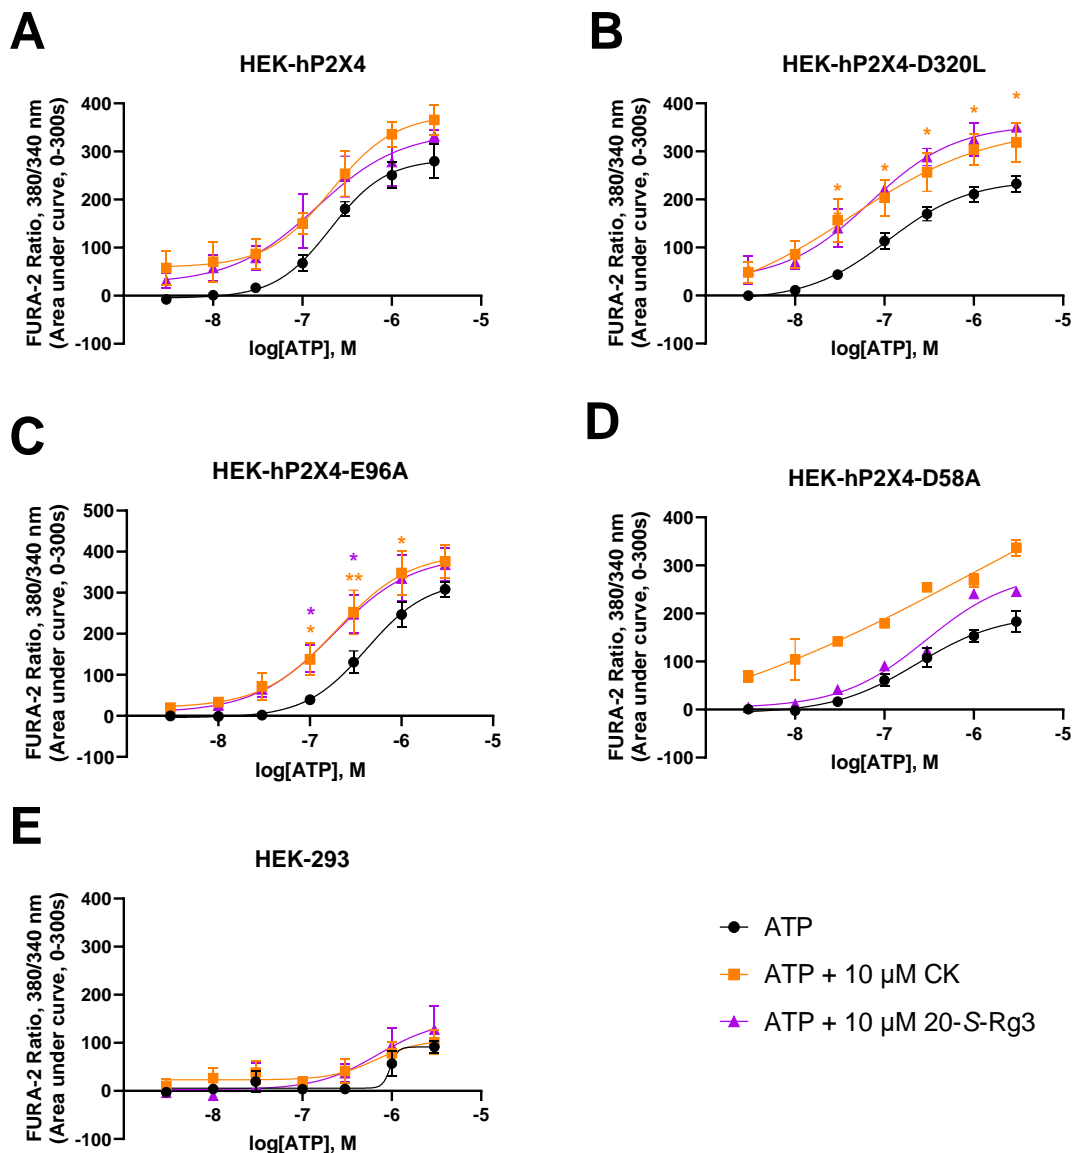 A
HEK-hP2X4
FURA-2 Ratio, 380/340 nm
(Area under curve, 0-300s)
400
300
200
100
0
-100
-8
-7
-6
-5
log[ATP], M
B
HEK-hP2X4-D320L
FURA-2 Ratio, 380/340 nm
(Area under curve, 0-300s)
400
300
200
100
0
-100
* * * * *
-8
-7
-6
-5
log[ATP], M
C
HEK-hP2X4-E96A
FURA-2 Ratio, 380/340 nm
(Area under curve, 0-300s)
500
400
300
200
100
0
-100
*
*
*
**
*
-8
-7
-6
-5
log[ATP], M
D
HEK-hP2X4-D58A
FURA-2 Ratio, 380/340 nm
(Area under curve, 0-300s)
400
300
200
100
0
-100
-8
-7
-6
-5
log[ATP], M
E
HEK-293
FURA-2 Ratio, 380/340 nm
(Area under curve, 0-300s)
400
300
200
100
0
-100
-8
-7
-6
-5
log[ATP], M
ATP
ATP + 10 µM CK
ATP + 10 µM 20-S-Rg3